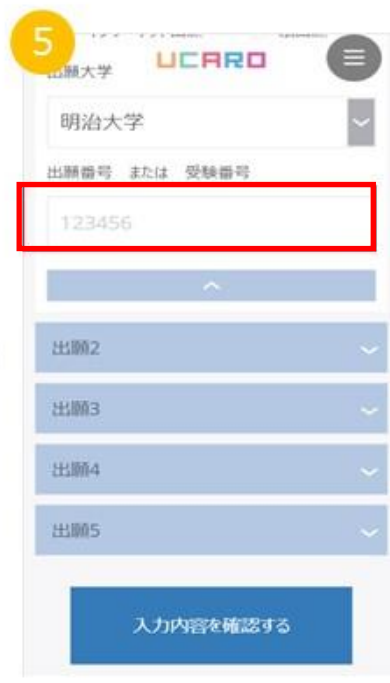 5
UCARO
出願大学
明治大学
出願番号 または 受験番号
123456
出願2
出願3
出願4
出願5
入力内容を確認する